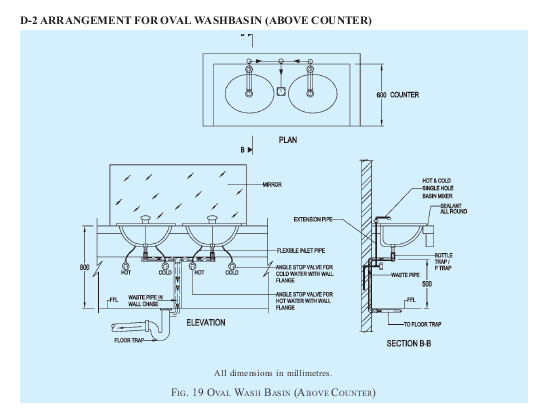 D-2 ARRANGEMENT FOR OVAL WASHBASIN (ABOVE COUNTER)
B
600 COUNTER
PLAN
B
MIRROR
HOT & COLD
SINGLE HOLE
BASIN MIXER
SEALANT
ALL ROUND
EXTENSION PIPE
FLEXIBLE INLET PIPE
BOTTLE
TRAP /
P TRAP
800
HOT
COLD
HOT
COLD
ANGLE STOP VALVE FOR
COLD WATER WITH WALL
FLANGE
WASTE PIPE
500
FFL
WASTE PIPE IN
WALL CHASE
ANGLE STOP VALVE FOR
HOT WATER WITH WALL
FLANGE
FFL
ELEVATION
FLOOR TRAP
TO FLOOR TRAP
SECTION B-B
All dimensions in millimetres.
FIG. 19 OVAL WASH BASIN (ABOVE COUNTER)